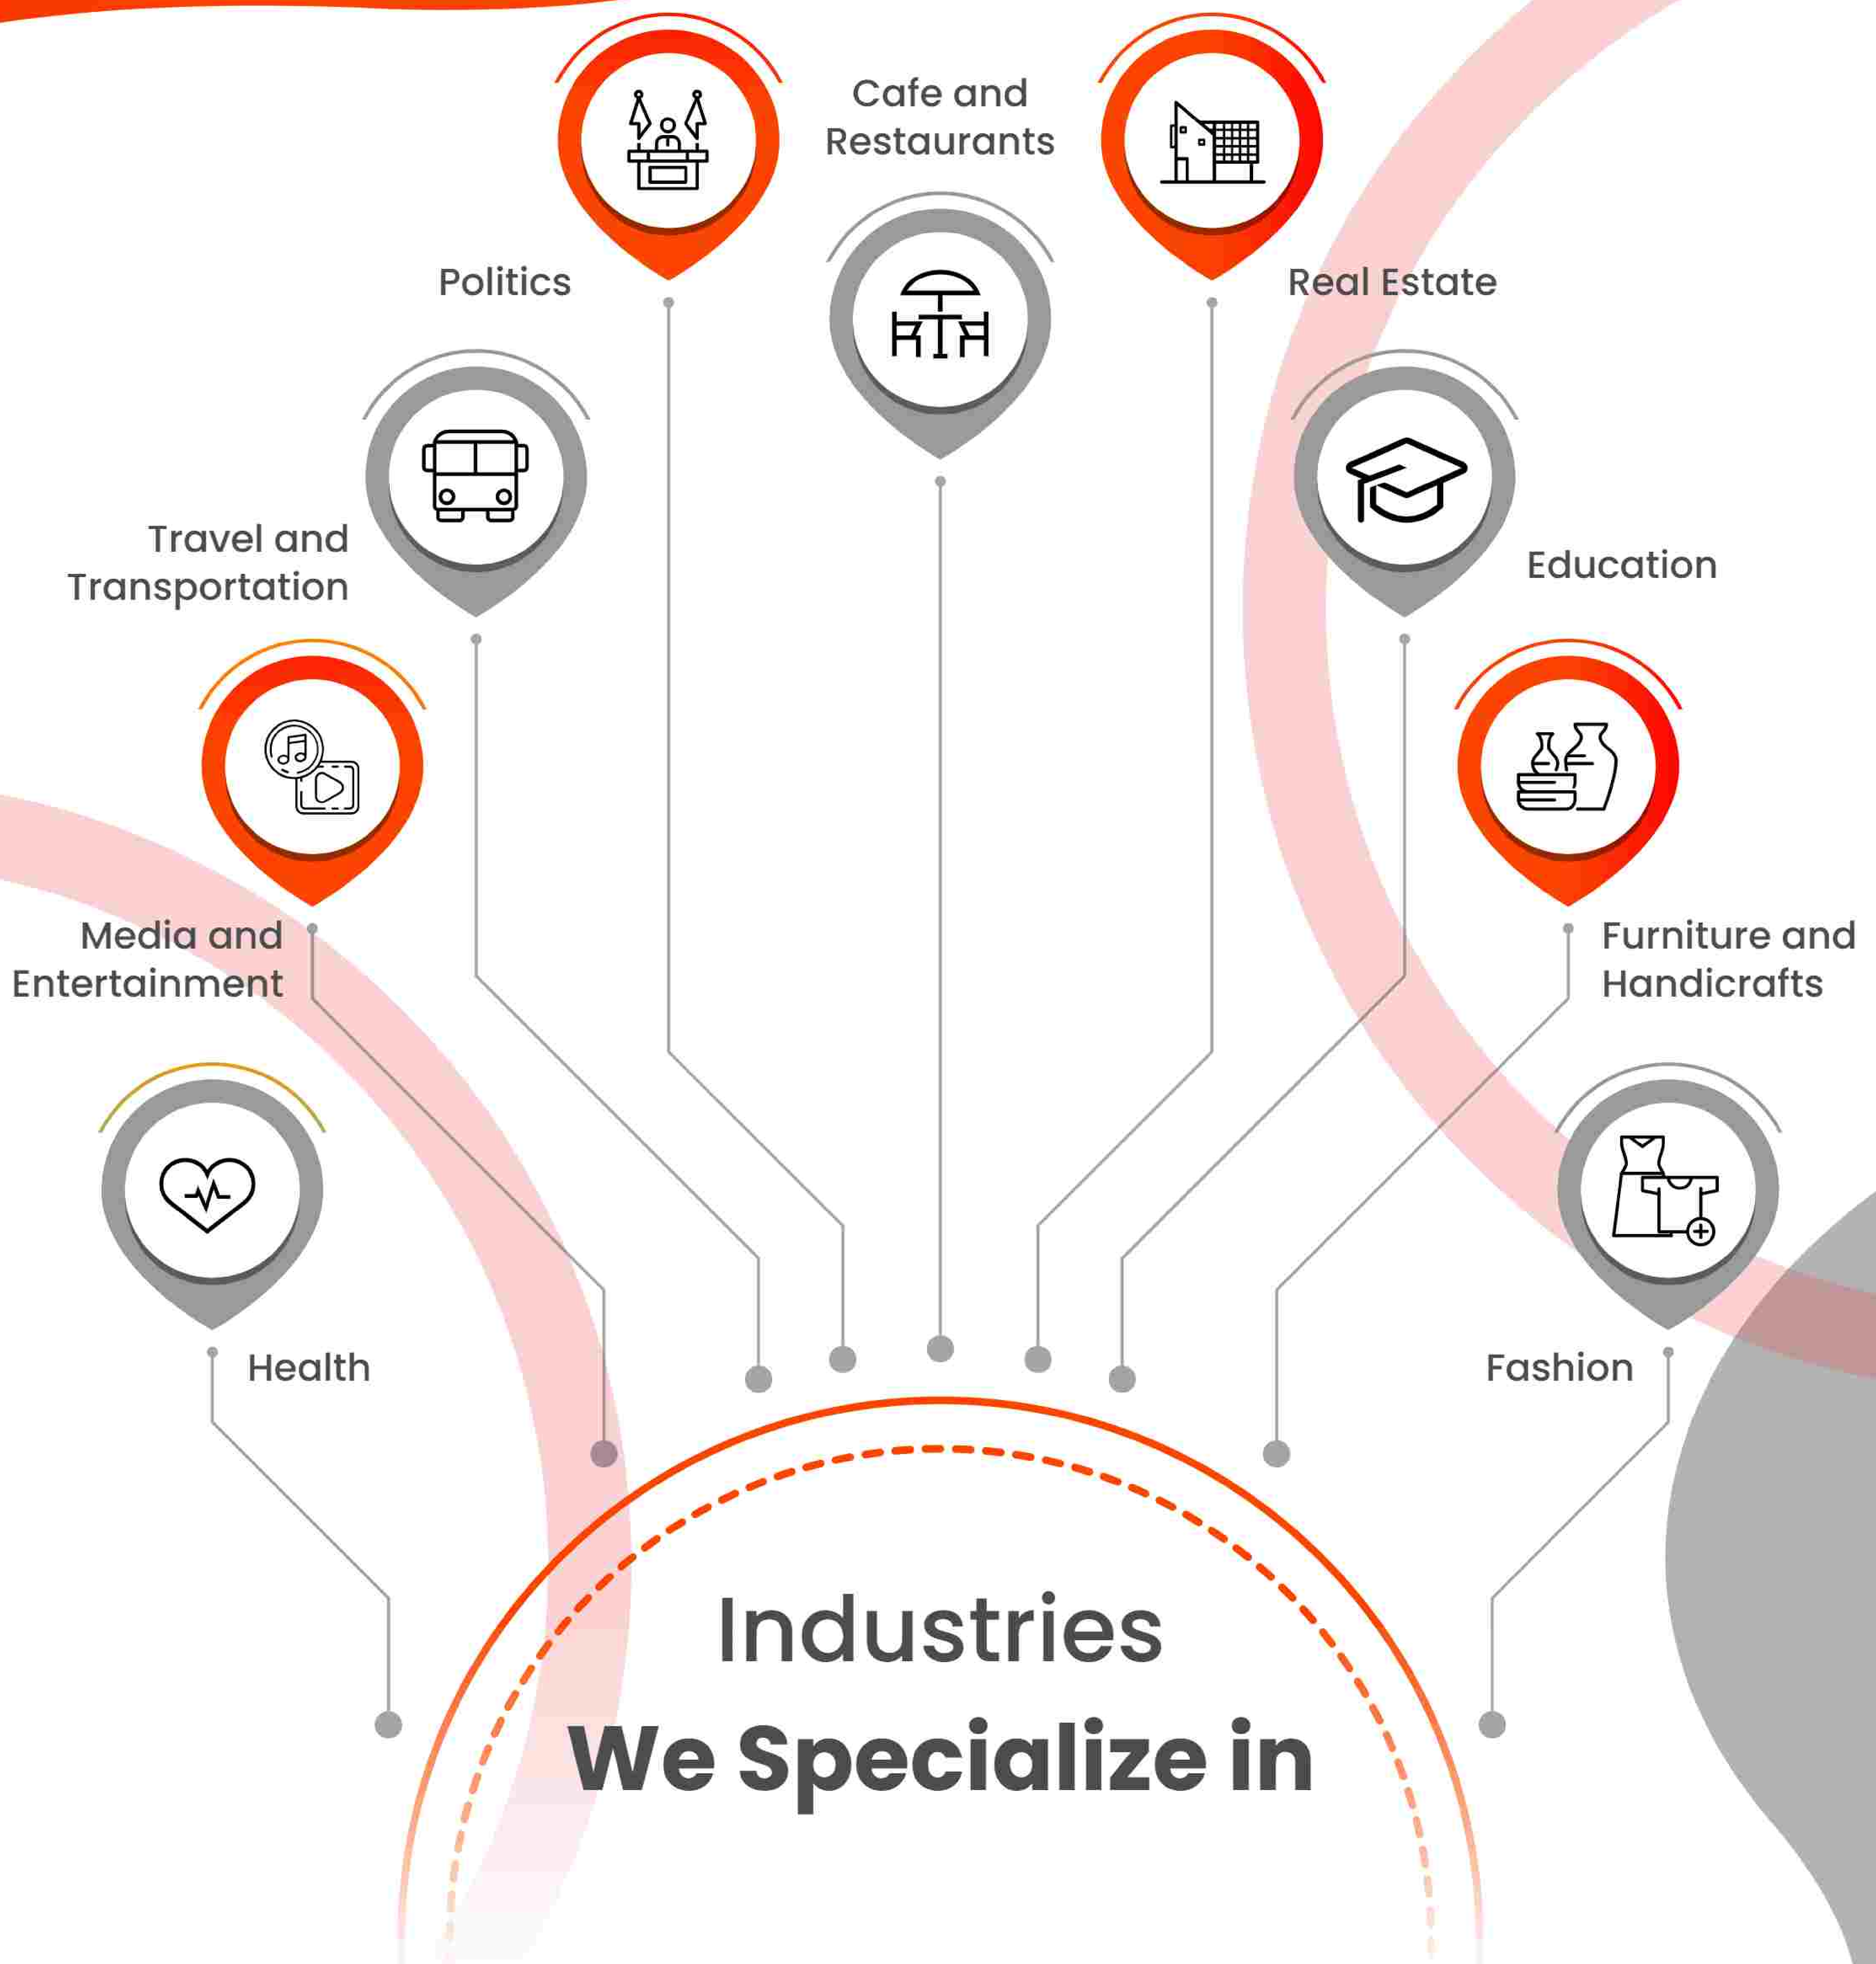 Cafe and
Restaurants
Politics
Real Estate
Travel and
Transportation
Education
Media and
Entertainment
Furniture and
Handicrafts
Health
Fashion
Industries
We Specialize in